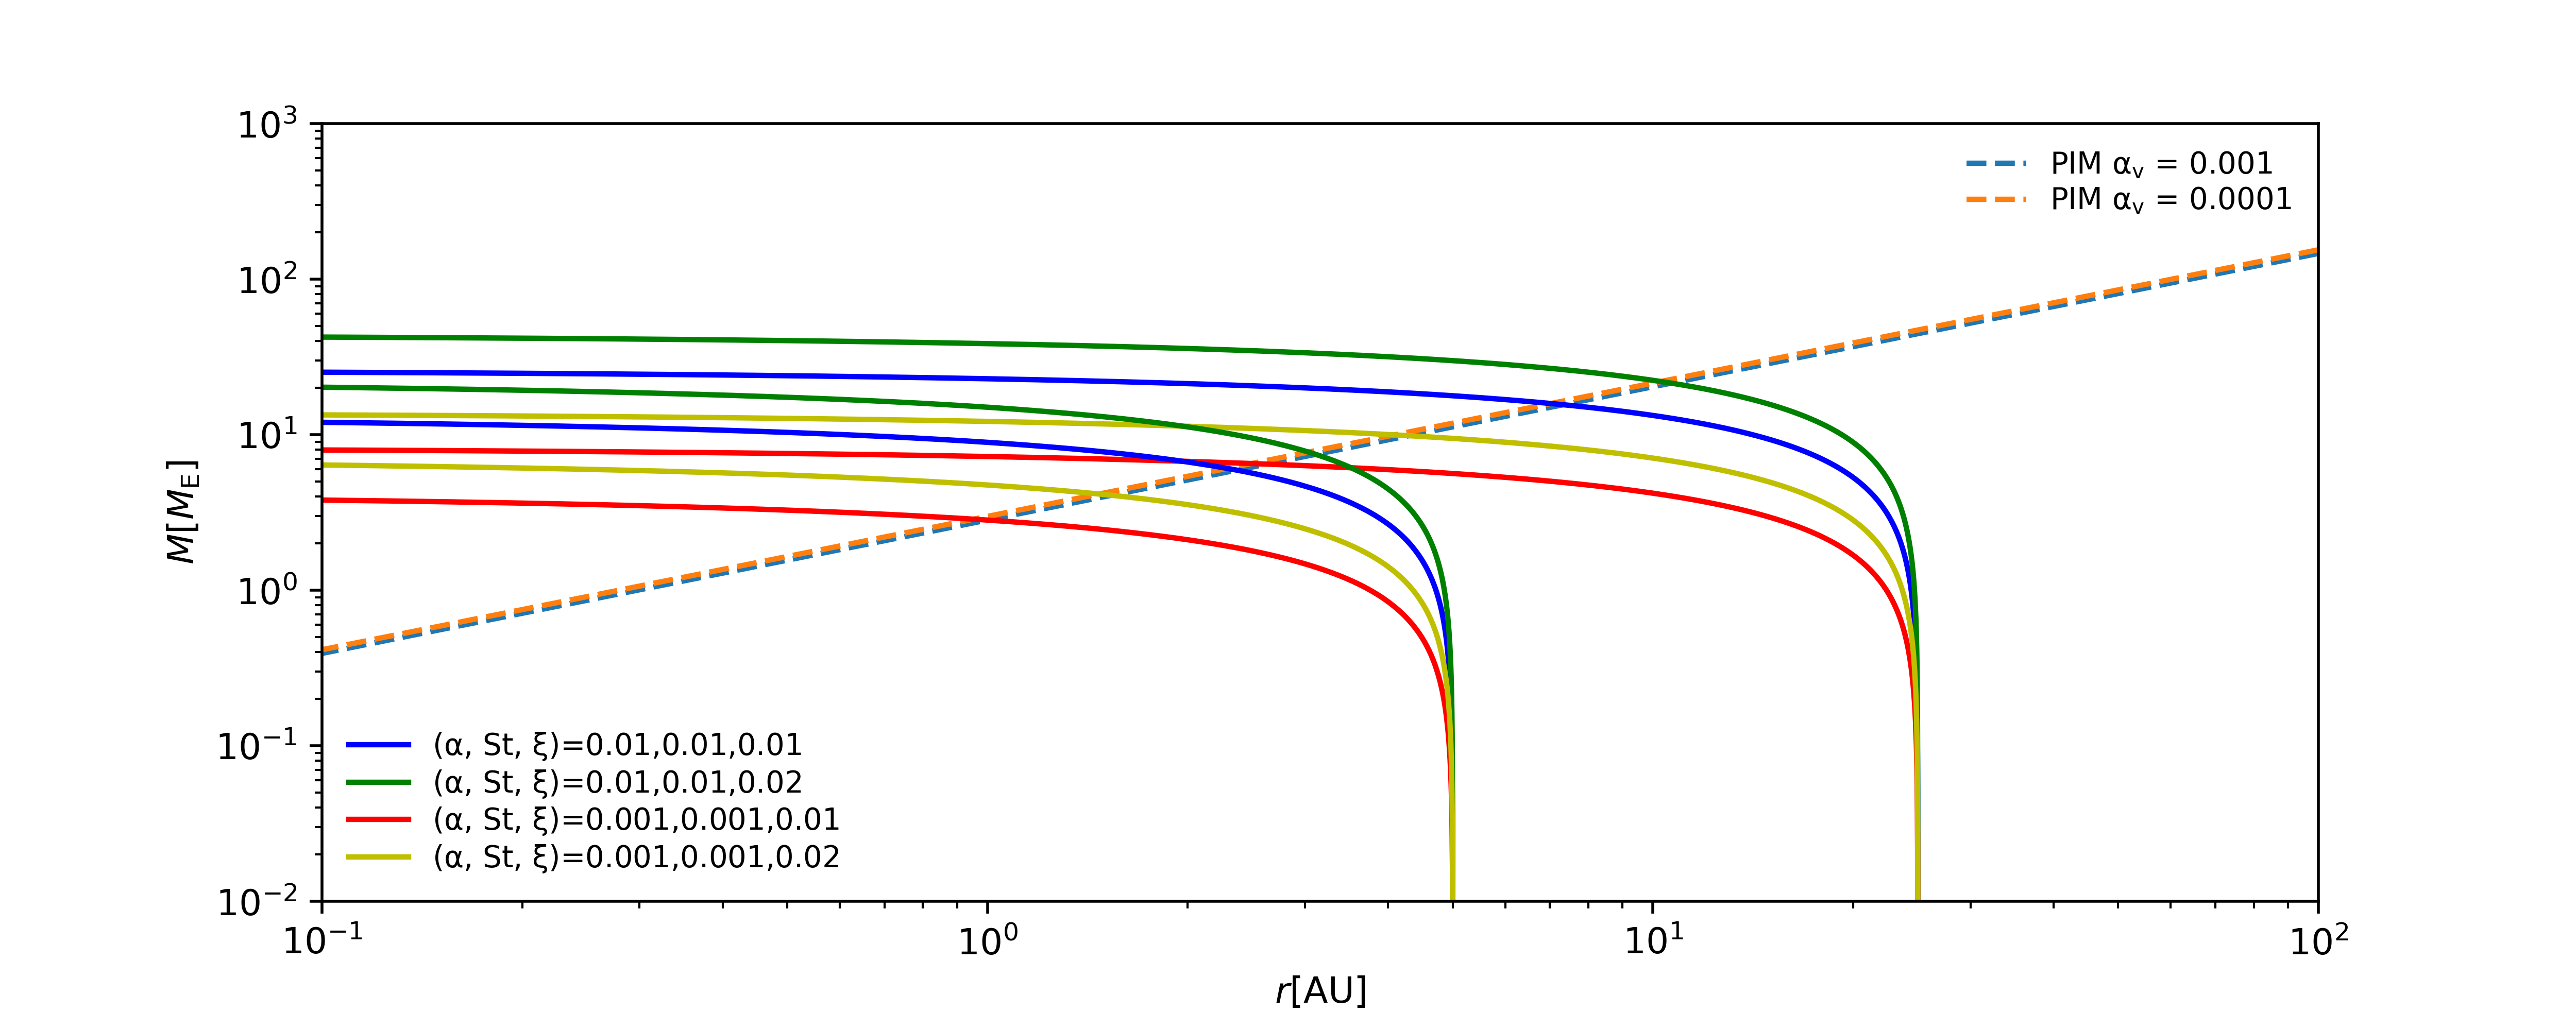 10³
10²
10¹
10⁰
10⁻¹
10⁻²
M[M_E]
PIM α_v = 0.001
PIM α_v = 0.0001
(α, St, ξ)=0.01,0.01,0.01
(α, St, ξ)=0.01,0.01,0.02
(α, St, ξ)=0.001,0.001,0.01
(α, St, ξ)=0.001,0.001,0.02
10⁻¹
10⁰
10¹
10²
r[AU]